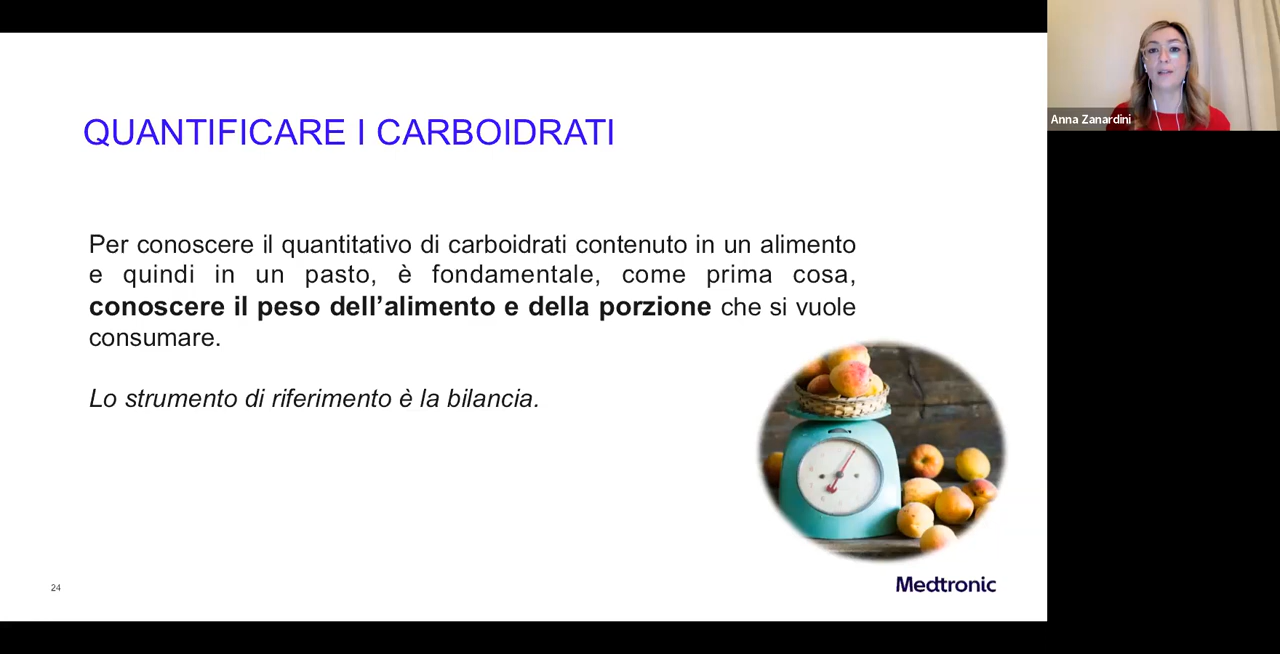 QUANTIFICARE I CARBOIDRATI
Per conoscere il quantitativo di carboidrati contenuto in un alimento
e quindi in un pasto, è fondamentale, come prima cosa,
conoscere il peso dell’alimento e della porzione che si vuole
consumare.
Lo strumento di riferimento è la bilancia.
24
Medtronic
Anna Zanardini